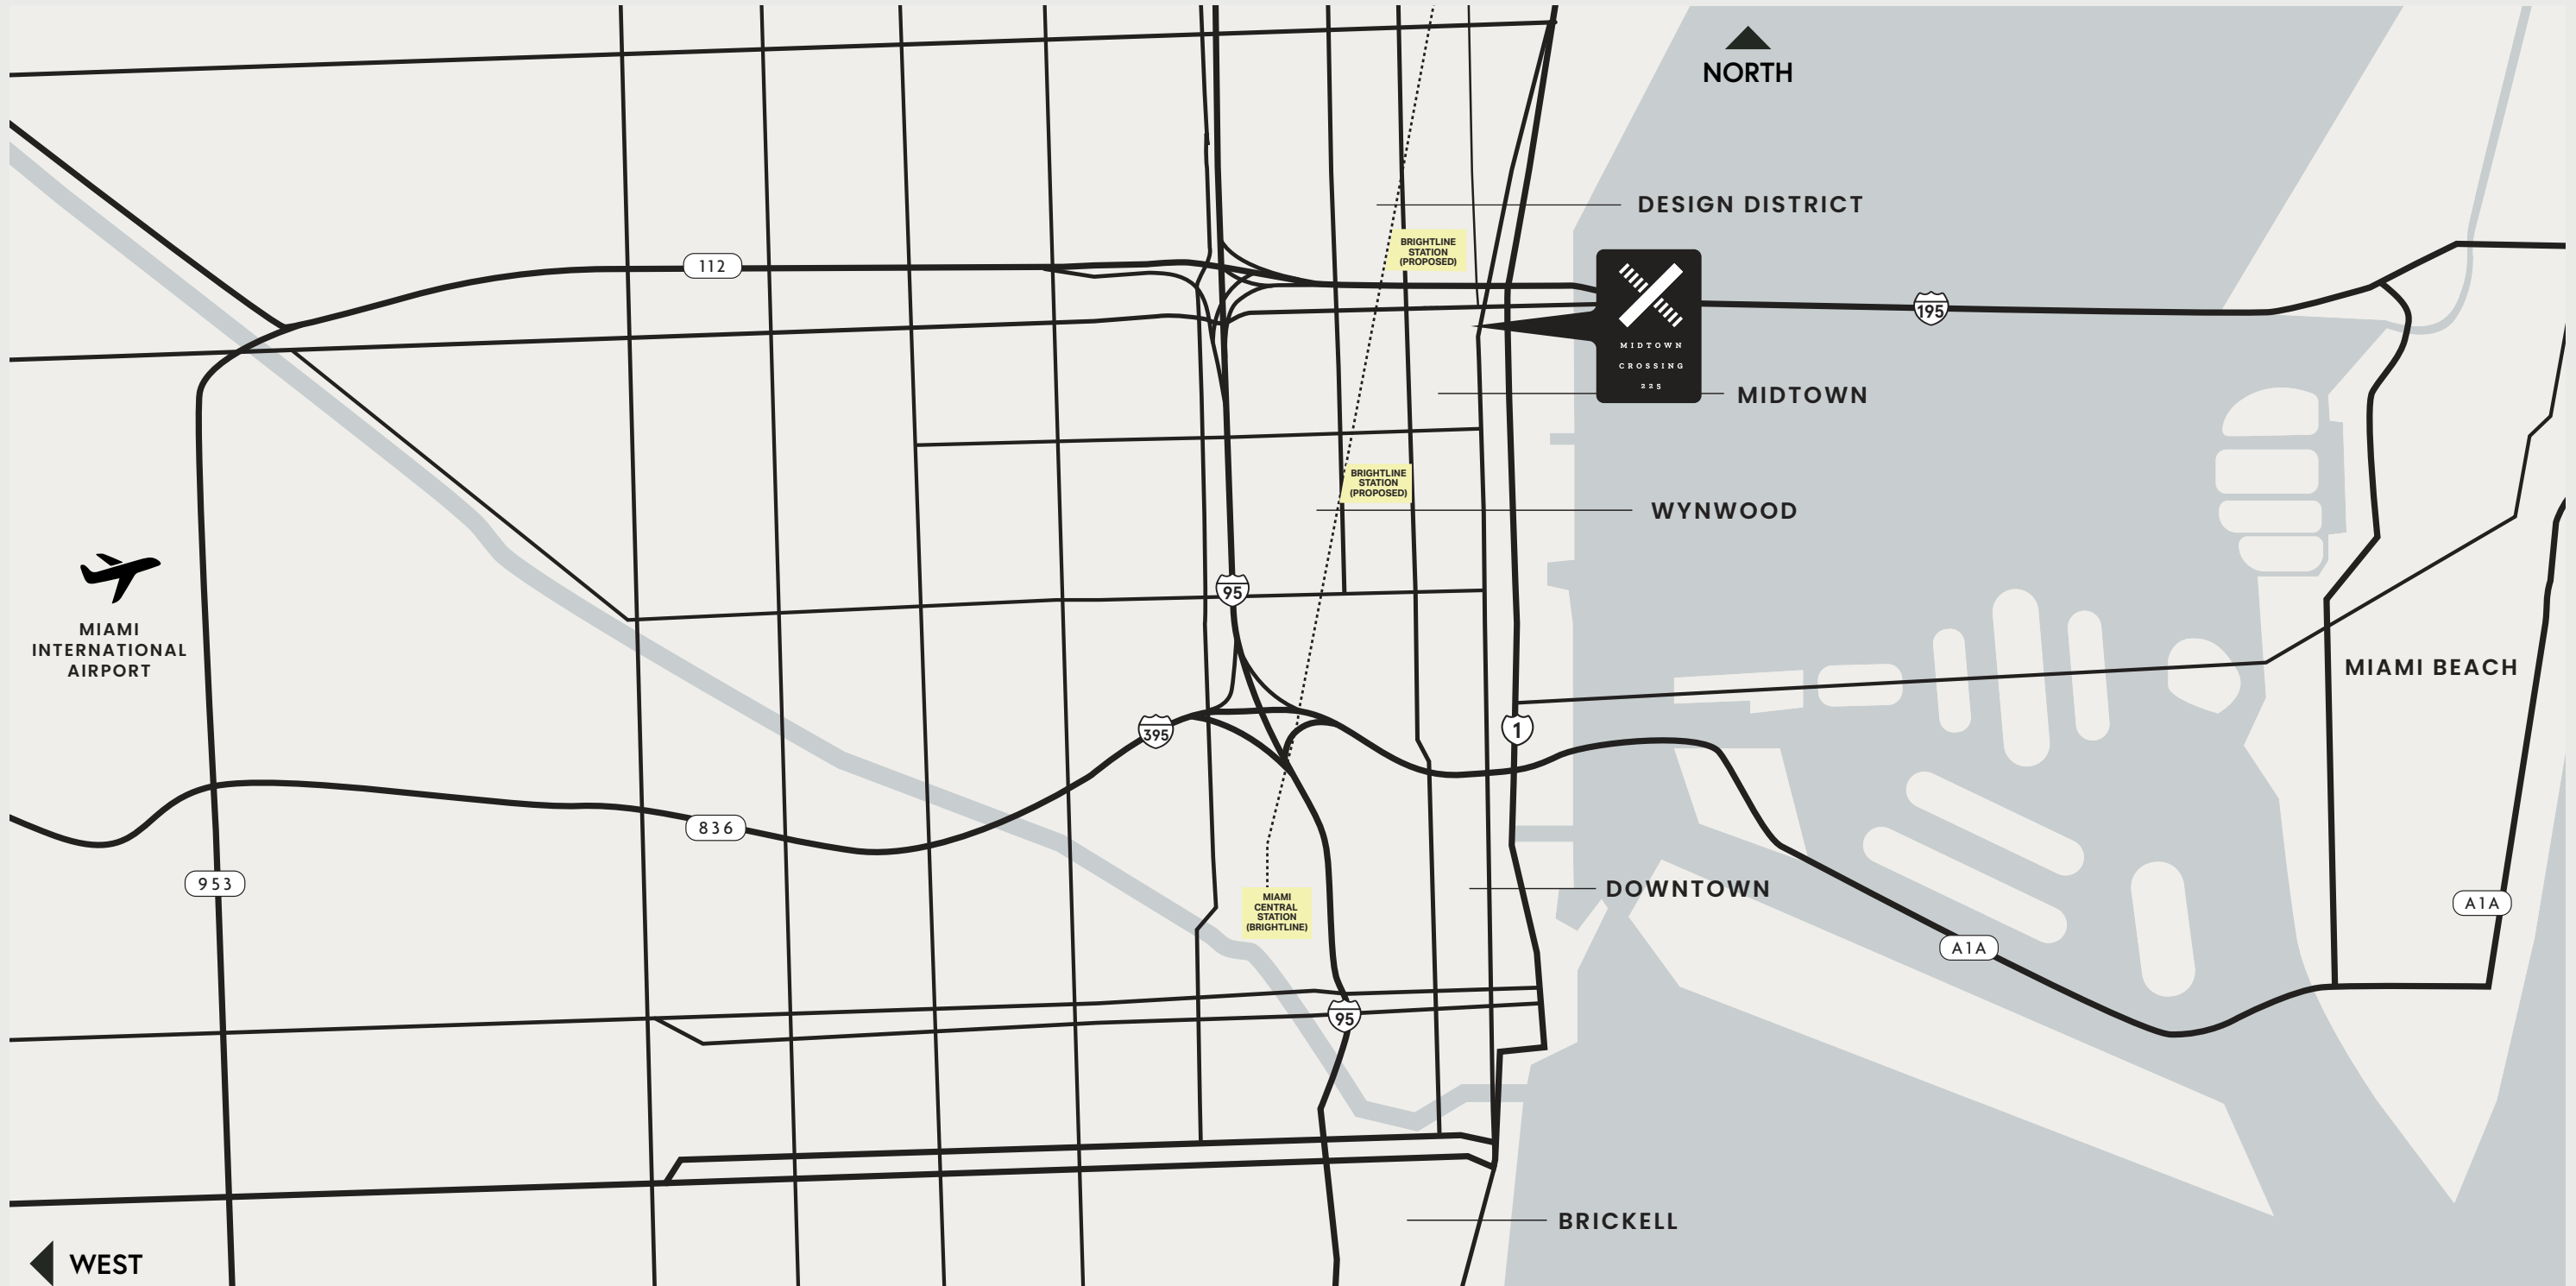 NORTH
DESIGN DISTRICT
BRIGHTLINE
STATION
(PROPOSED)
112
195
MIDTOWN
CROSSING
225
MIDTOWN
BRIGHTLINE
STATION
(PROPOSED)
WYNWOOD
95
MIAMI
INTERNATIONAL
AIRPORT
MIAMI BEACH
395
1
836
953
DOWNTOWN
MIAMI
CENTRAL
STATION
(BRIGHTLINE)
A1A
A1A
95
BRICKELL
WEST